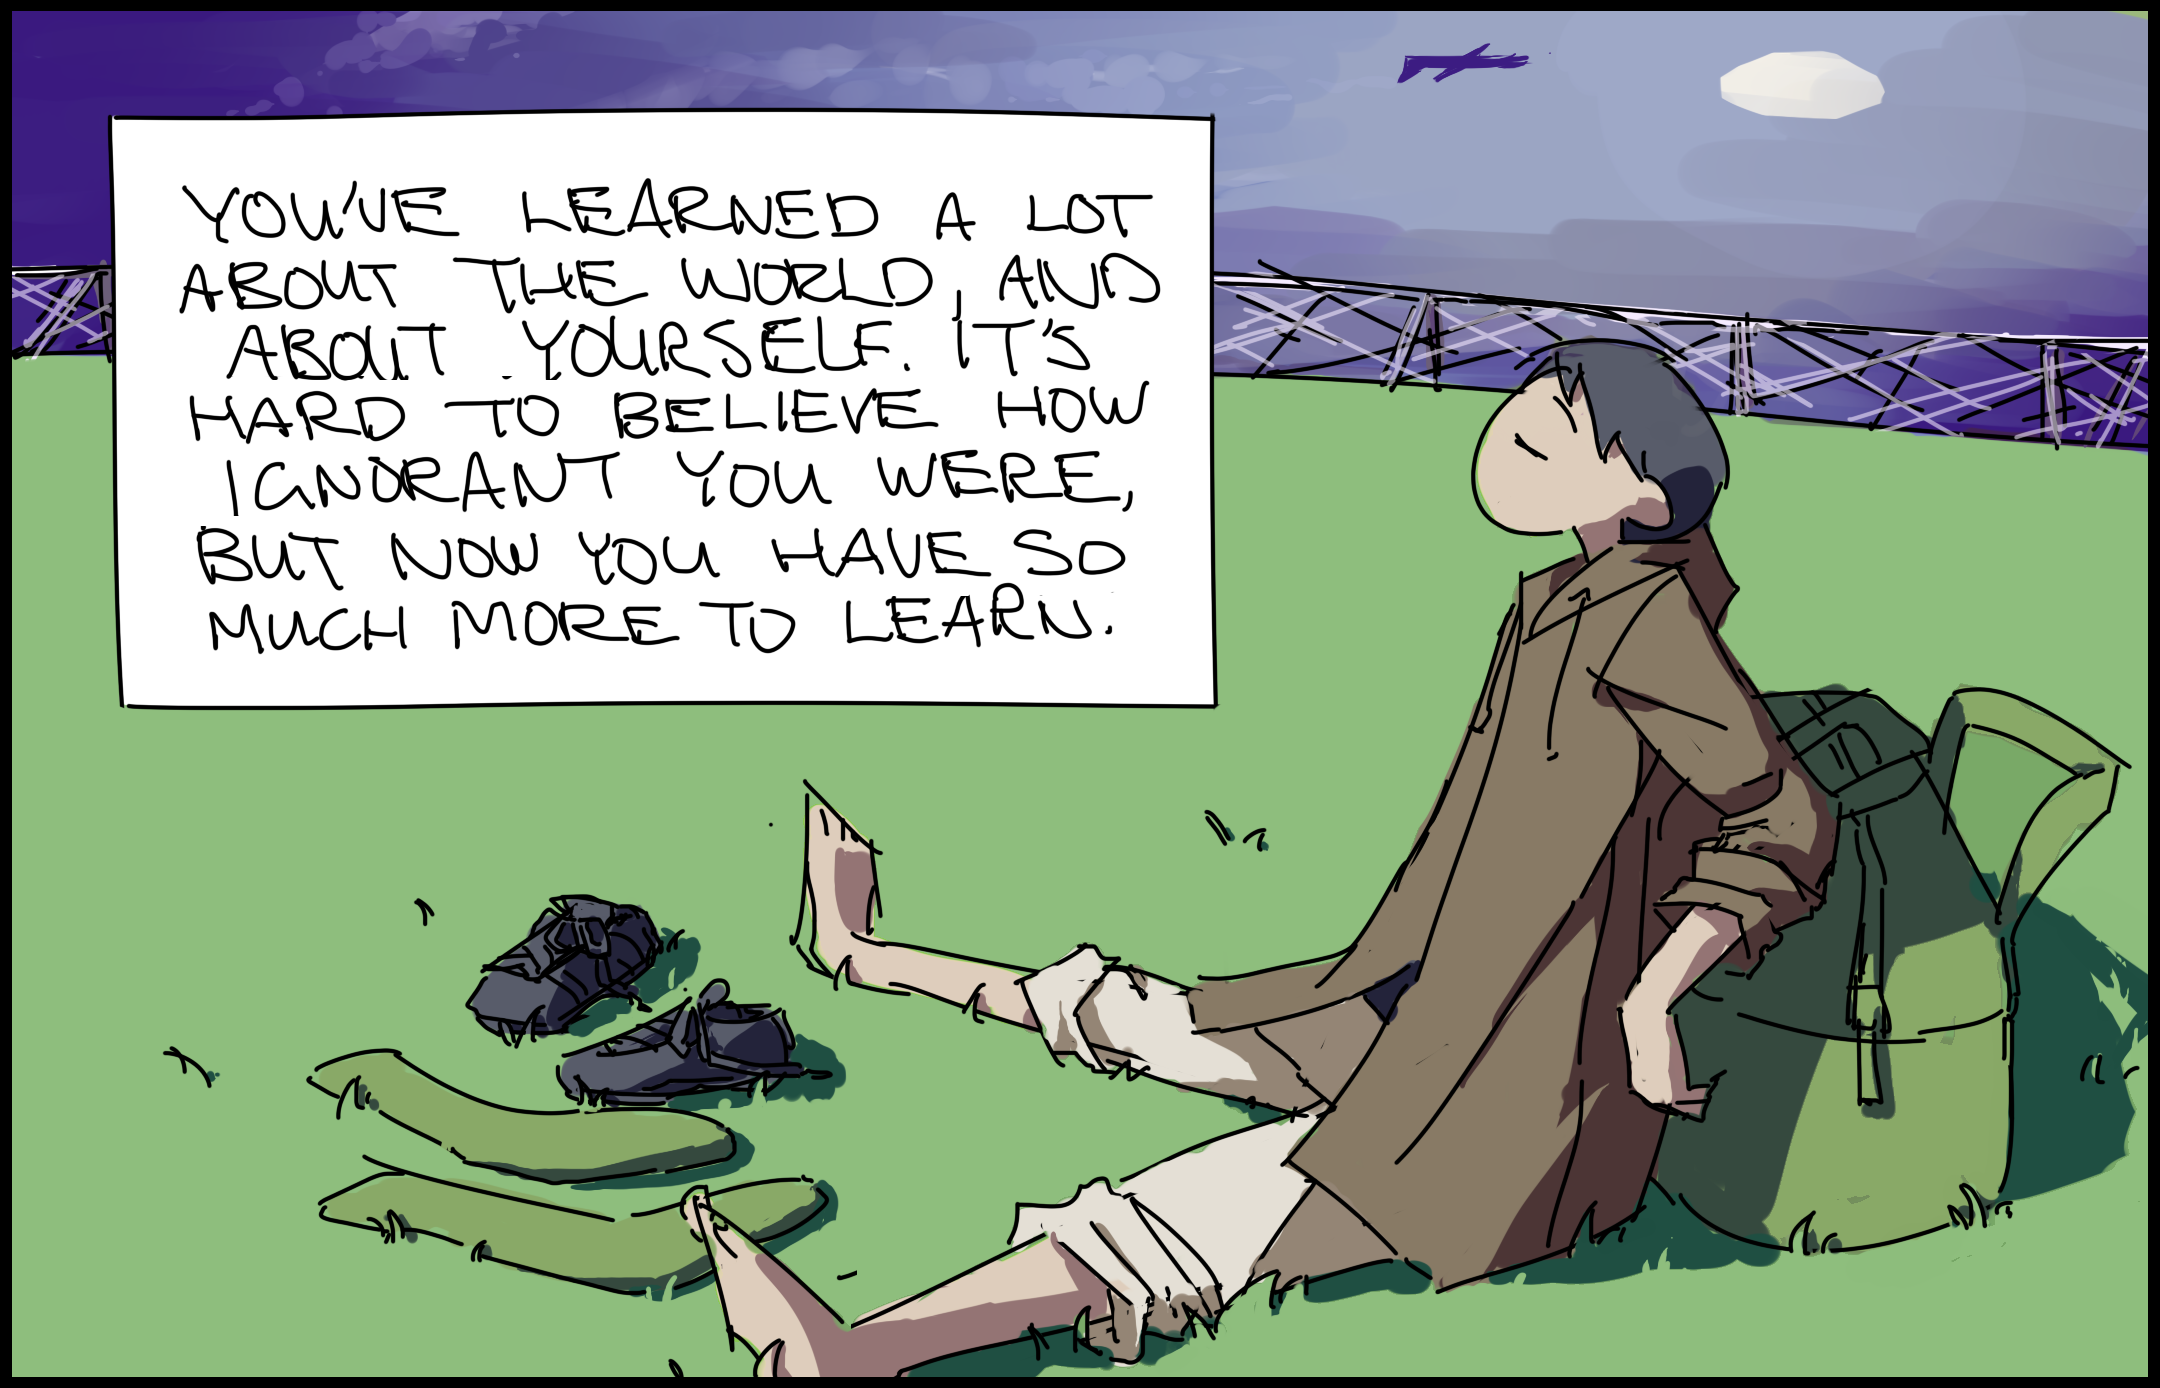 YOU'VE LEARNED A LOT
ABOUT THE WORLD, AND
ABOUT YOURSELF. IT'S
HARD TO BELIEVE HOW
IGNORANT YOU WERE,
BUT NOW YOU HAVE SO
MUCH MORE TO LEARN.